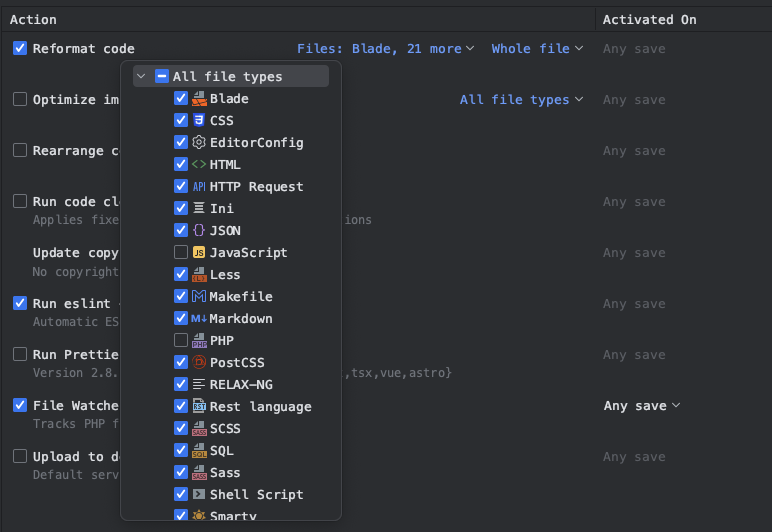 Action Activated On
Reformat code Files: Blade, 21 more Whole file Any save
All file types
Blade
Optimize im All file types Any save
CSS
EditorConfig
Rearrange c Any save
HTML
HTTP Request
Run code cl Any save
Ini
Applies fixe ions
JSON
Update copy JavaScript Any save
No copyright
Less
Makefile
Run eslint Any save
Automatic ES
Markdown
PHP
Run Prettie Any save
PostCSS
Version 2.8. ,tsx,vue,astro}
RELAX-NG
File Watche Rest language Any save
Tracks PHP f
SCSS
SQL
Upload to d Any save
Default serv
Sass
Shell Script
Smarty